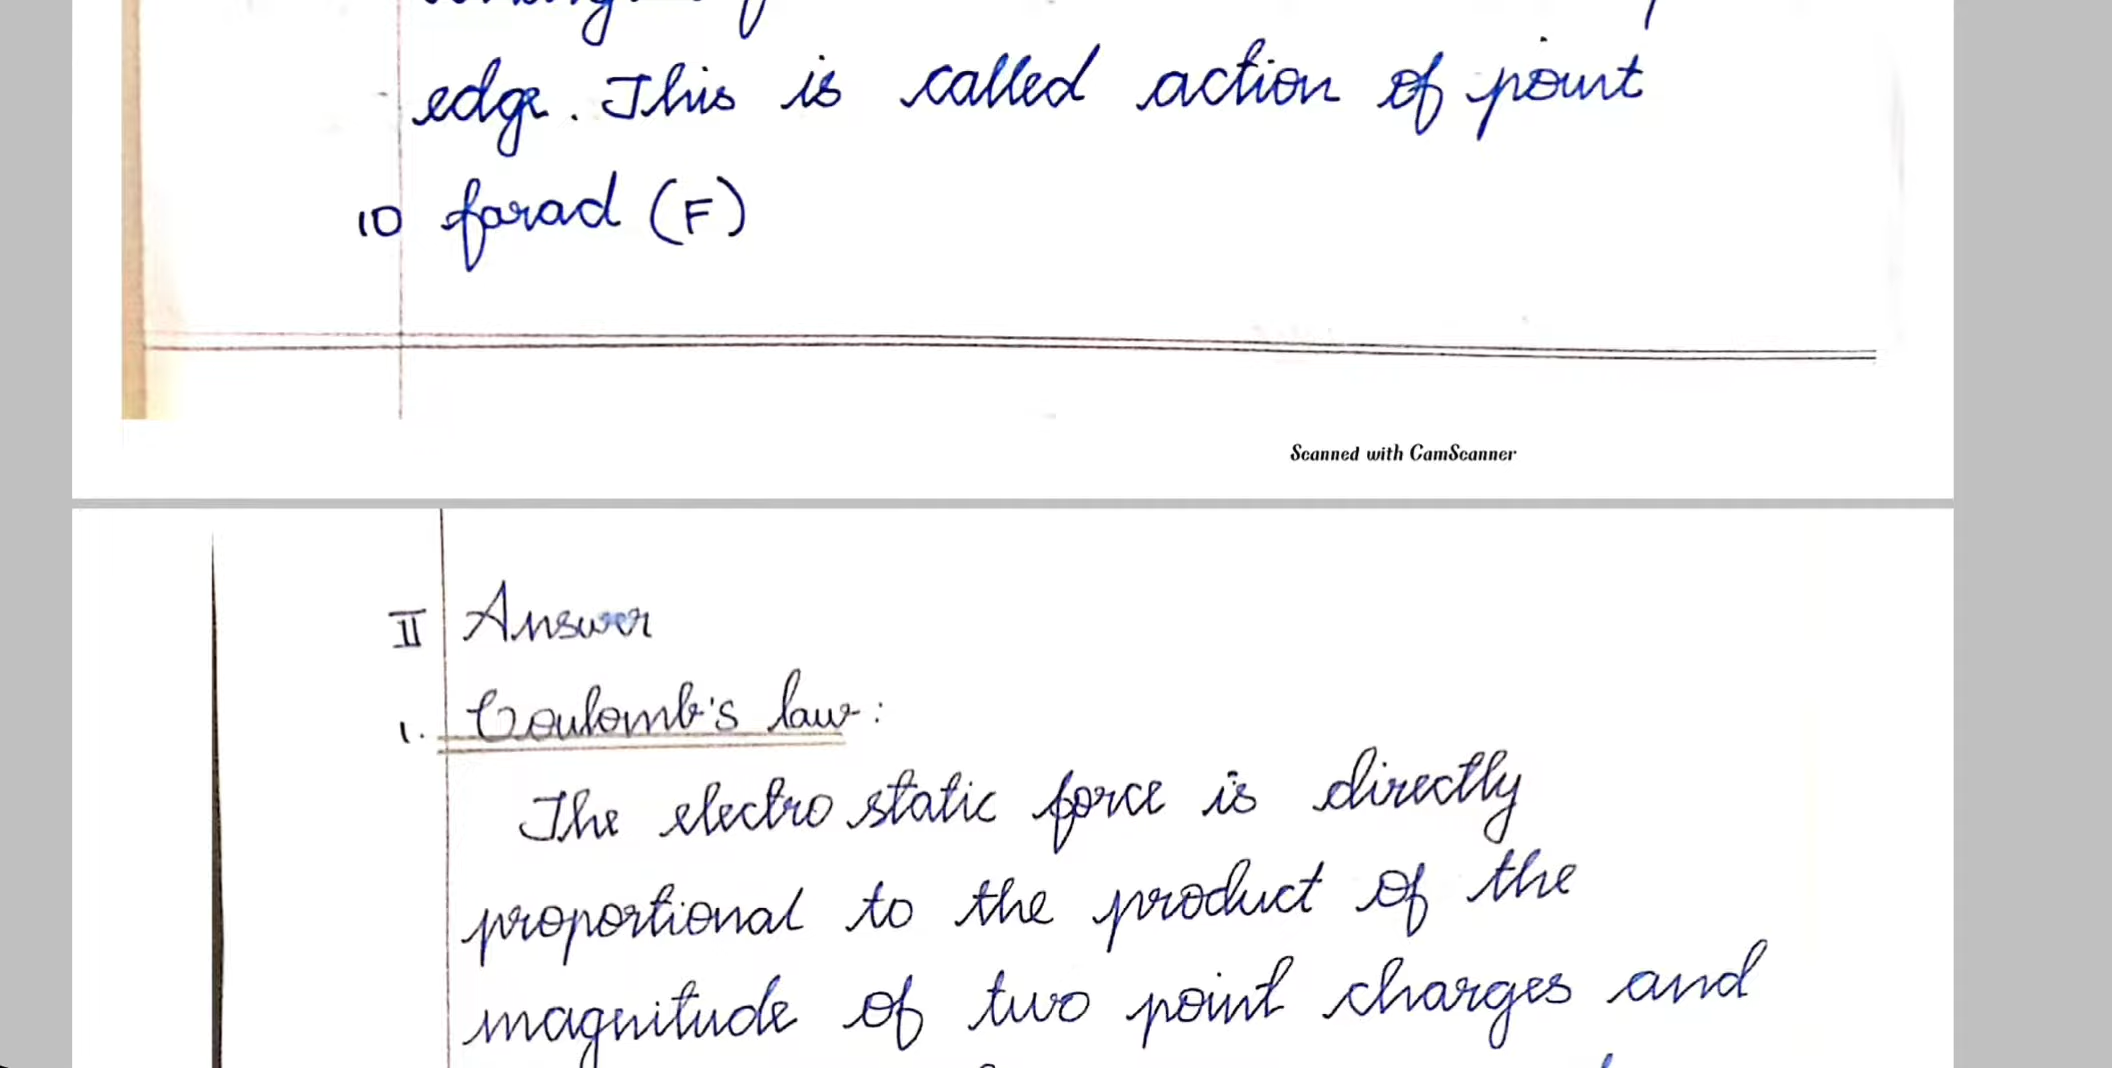 edge. This is called action of point
10 farad (F)
Scanned with CamScanner
II Answer
1. Coulomb's law:
The electro static force is directly
proportional to the product of the
magnitude of two point charges and